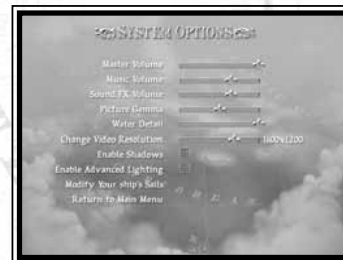 SYSTEM OPTIONS
Master Volume
Music Volume
Sound FX Volume
Picture Gamma
Water Detail
Change Video Resolution 1600x1200
Enable Shadows
Enable Advanced Lighting
Modify Your ship's Sails
Return to Main Menu